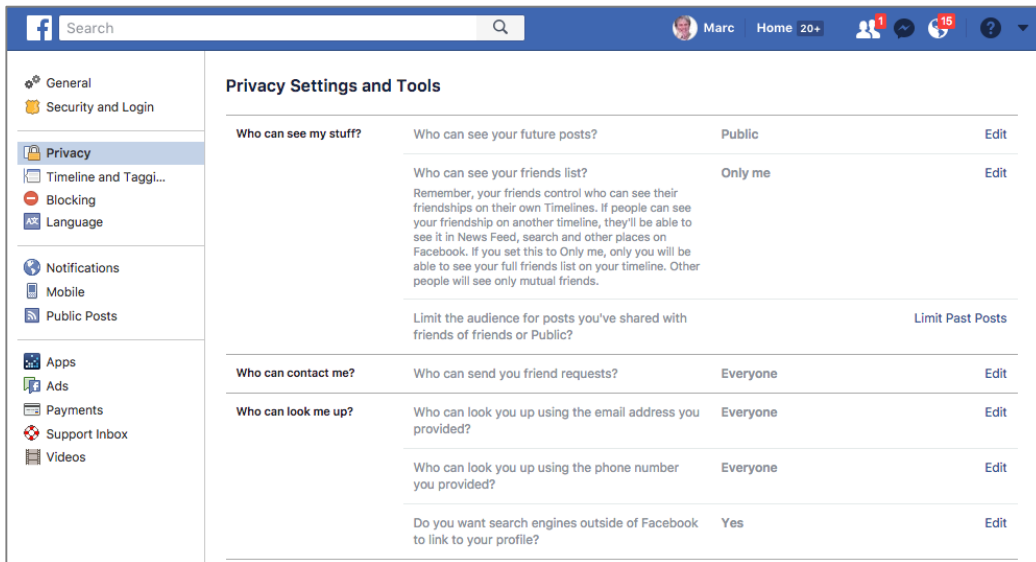 f Search Marc Home 20+ 1 15 ?
General
Security and Login
Privacy
Timeline and Taggi...
Blocking
Language
Notifications
Mobile
Public Posts
Apps
Ads
Payments
Support Inbox
Videos
Privacy Settings and Tools
Who can see my stuff? Who can see your future posts? Public Edit
Who can see your friends list? Only me Edit
Remember, your friends control who can see their
friendships on their own Timelines. If people can see
your friendship on another timeline, they'll be able to
see it in News Feed, search and other places on
Facebook. If you set this to Only me, only you will be
able to see your full friends list on your timeline. Other
people will see only mutual friends.
Limit the audience for posts you've shared with Limit Past Posts
friends of friends or Public?
Who can contact me? Who can send you friend requests? Everyone Edit
Who can look me up? Who can look you up using the email address you Everyone Edit
provided?
Who can look you up using the phone number Everyone Edit
you provided?
Do you want search engines outside of Facebook Yes Edit
to link to your profile?